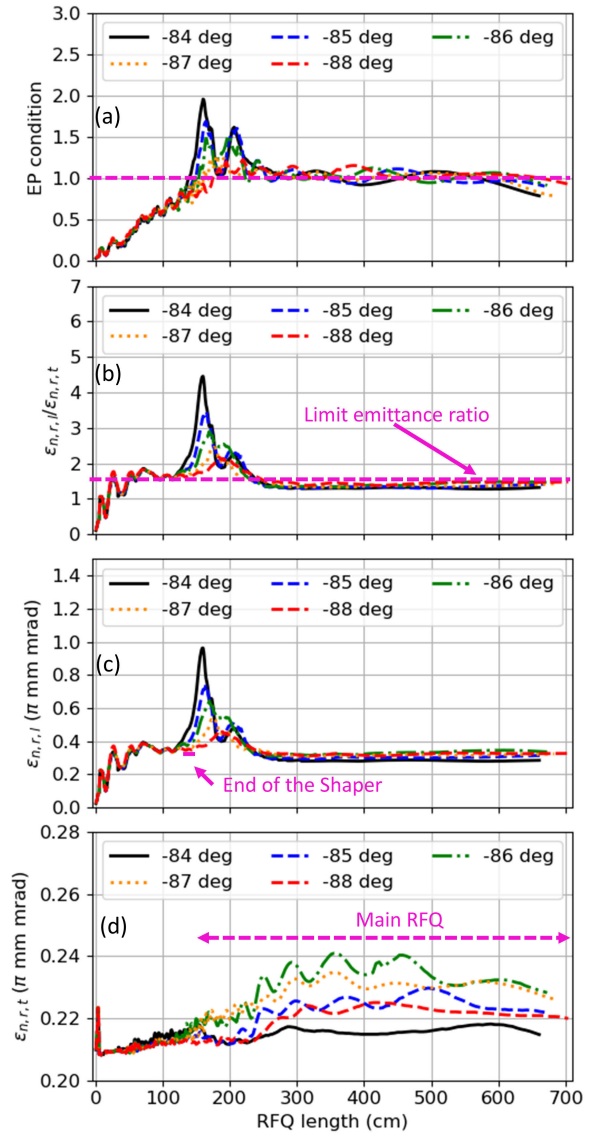 3.0
-84 deg -85 deg -86 deg
2.5
-87 deg -88 deg
2.0
(a)
1.5
1.0
0.5
0.0
EP condition
7
-84 deg -85 deg -86 deg
6
-87 deg -88 deg
5
(b)
4
Limit emittance ratio
3
2
1
0
εn,r,l/εn,r,t
1.4
-84 deg -85 deg -86 deg
1.2
-87 deg -88 deg
1.0
(c)
0.8
0.6
0.4
0.2
End of the Shaper
0.0
εn,r,l (π mm mrad)
0.28
-84 deg -85 deg -86 deg
-87 deg -88 deg
0.26
(d)
Main RFQ
0.24
0.22
0.20
εn,r,t (π mm mrad)
0 100 200 300 400 500 600 700
RFQ length (cm)